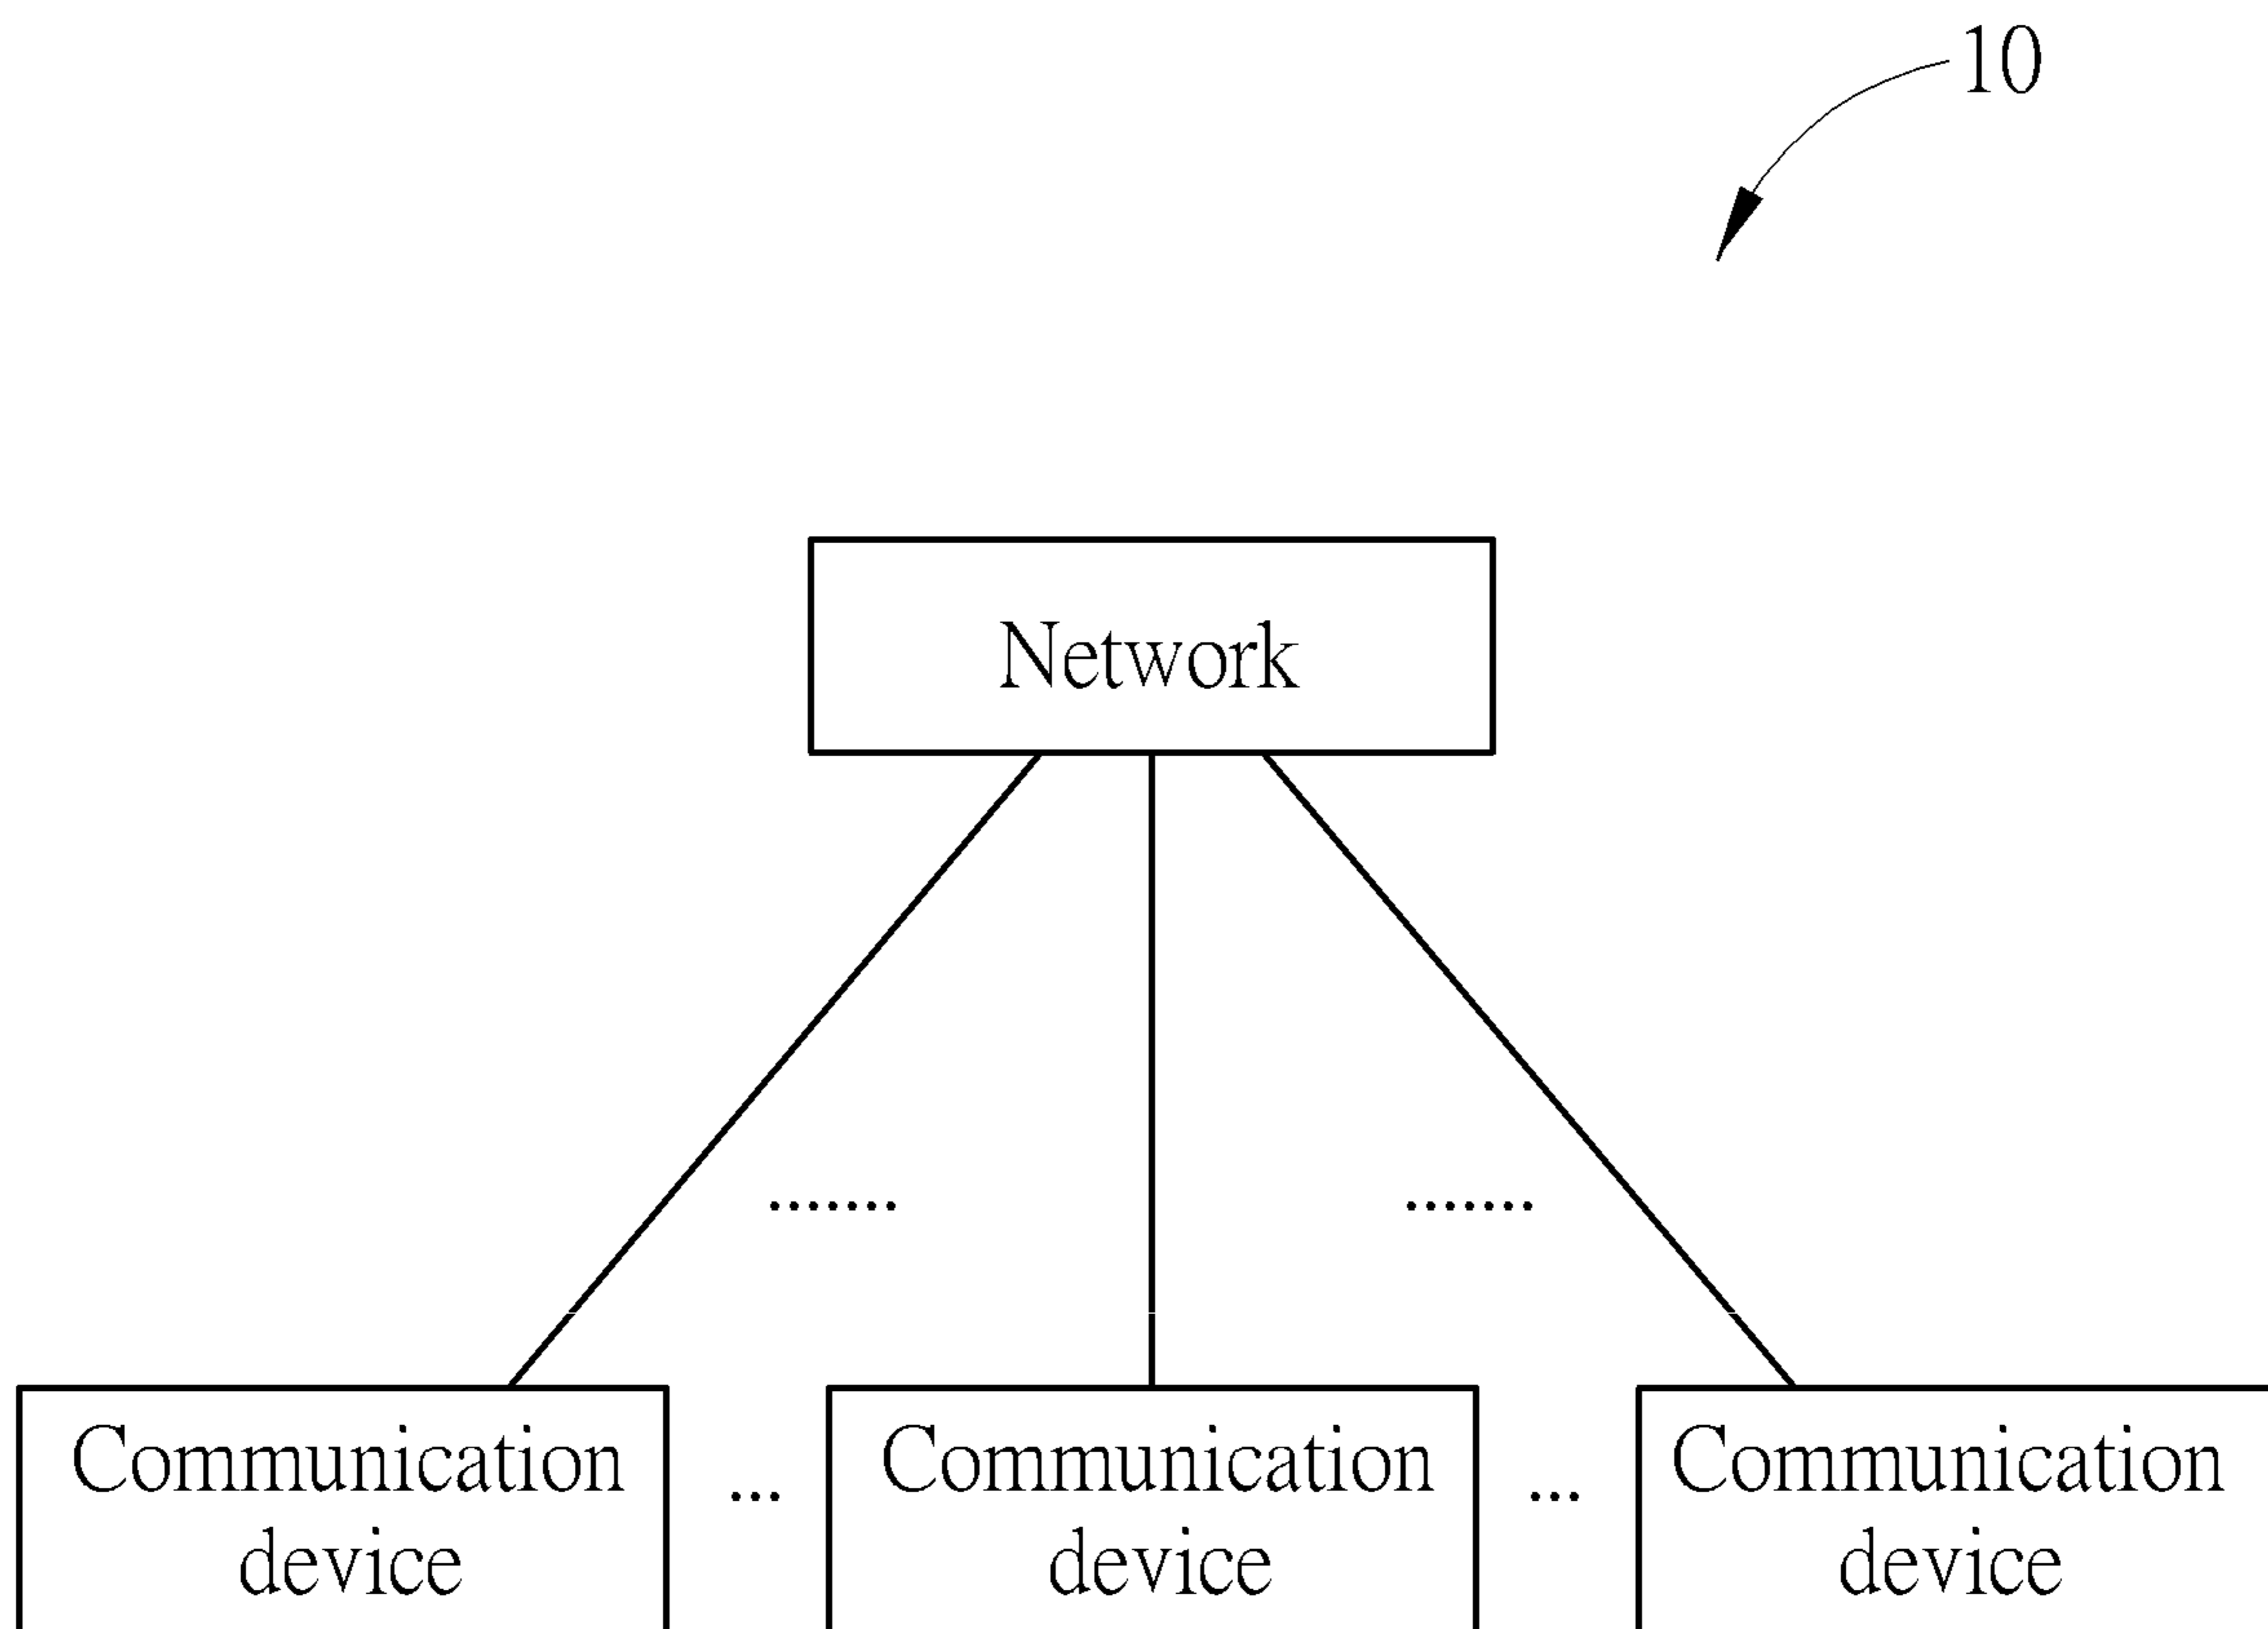 10
Network
.......
.......
Communication
device
...
Communication
device
...
Communication
device